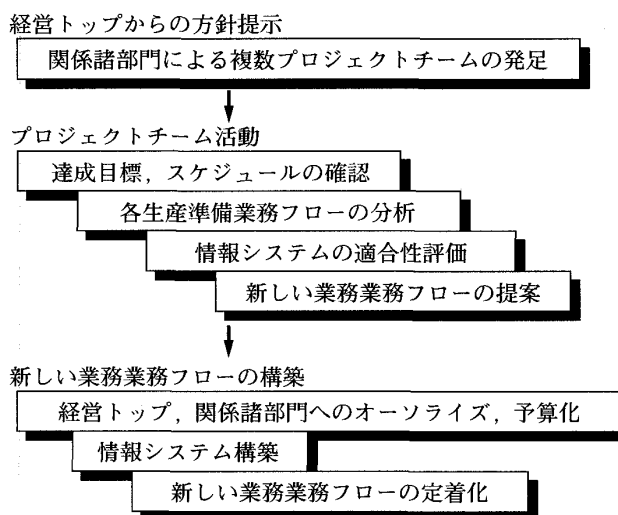 経営トップからの方針提示
関係諸部門による複数プロジェクトチームの発足
プロジェクトチーム活動
達成目標，スケジュールの確認
各生産準備業務フローの分析
情報システムの適合性評価
新しい業務業務フローの提案
新しい業務業務フローの構築
経営トップ，関係諸部門へのオーソライズ，予算化
情報システム構築
新しい業務業務フローの定着化